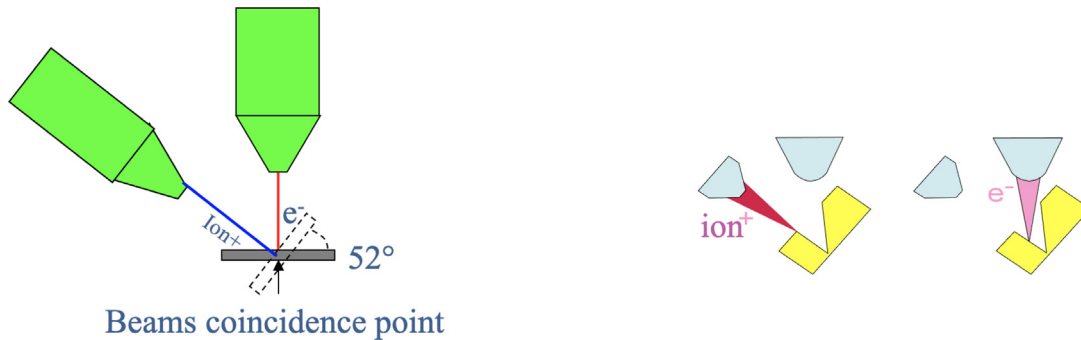 Ion+
e-
52°
Beams coincidence point
ion+
e-